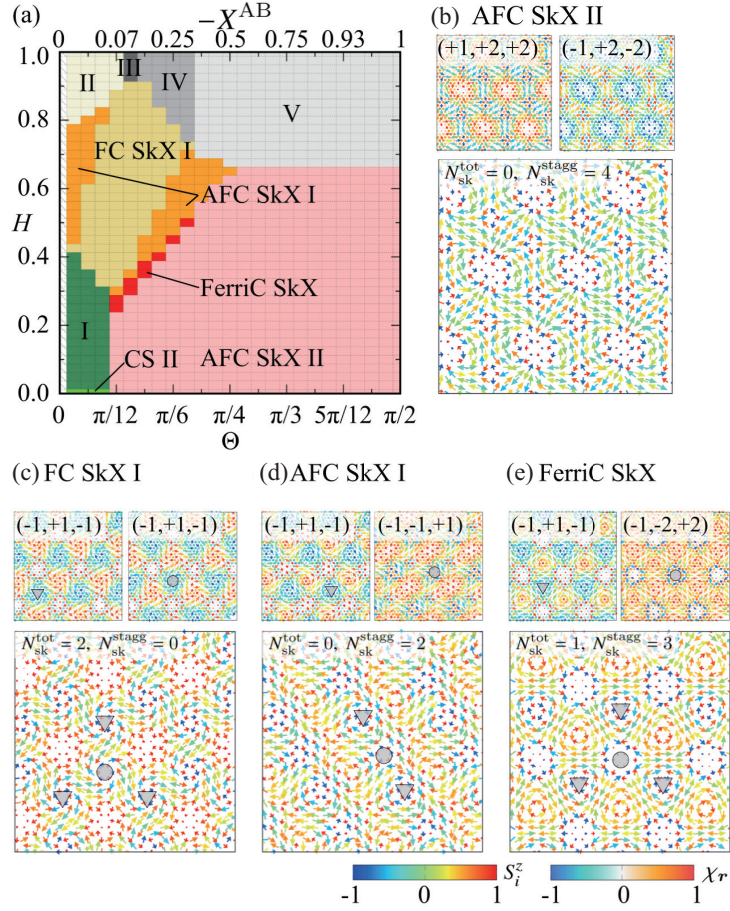 (a)
−X^AB
0 0.07 0.25 0.5 0.75 0.93 1
1.0
0.8
0.6
H
0.4
0.2
0.0
II
III
IV
V
FC SkX I
AFC SkX I
FerriC SkX
I
CS II
AFC SkX II
0 π/12 π/6 π/4 π/3 5π/12 π/2
Θ
(b) AFC SkX II
(+1,+2,+2) (-1,+2,-2)
N_sk^tot = 0, N_sk^stagg = 4
(c) FC SkX I
(-1,+1,-1) (-1,+1,-1)
N_sk^tot = 2, N_sk^stagg = 0
(d) AFC SkX I
(-1,+1,-1) (-1,-1,+1)
N_sk^tot = 0, N_sk^stagg = 2
(e) FerriC SkX
(-1,+1,-1) (-1,-2,+2)
N_sk^tot = 1, N_sk^stagg = 3
-1 0 1 S_i^z
-1 0 1 χ_r